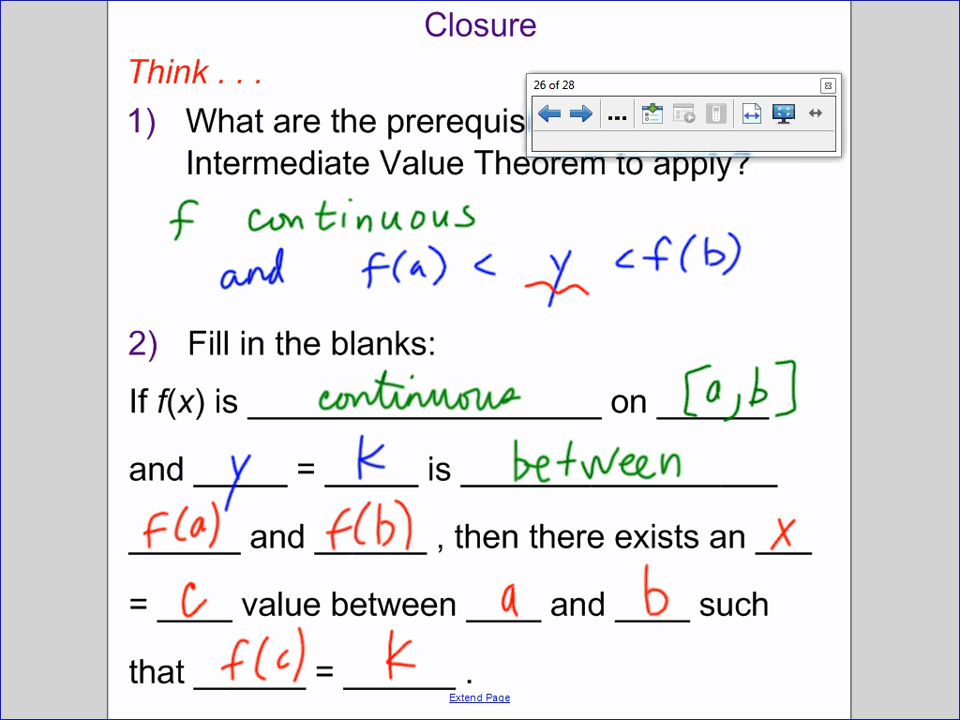 Closure
Think . . .
26 of 28
1) What are the prerequis
Intermediate Value Theorem to apply?
f continuous
and f(a) < y < f(b)
2) Fill in the blanks:
If f(x) is continuous on [a, b]
and y = k is between
f(a) and f(b) , then there exists an x
= c value between a and b such
that f(c) = k .
Extend Page